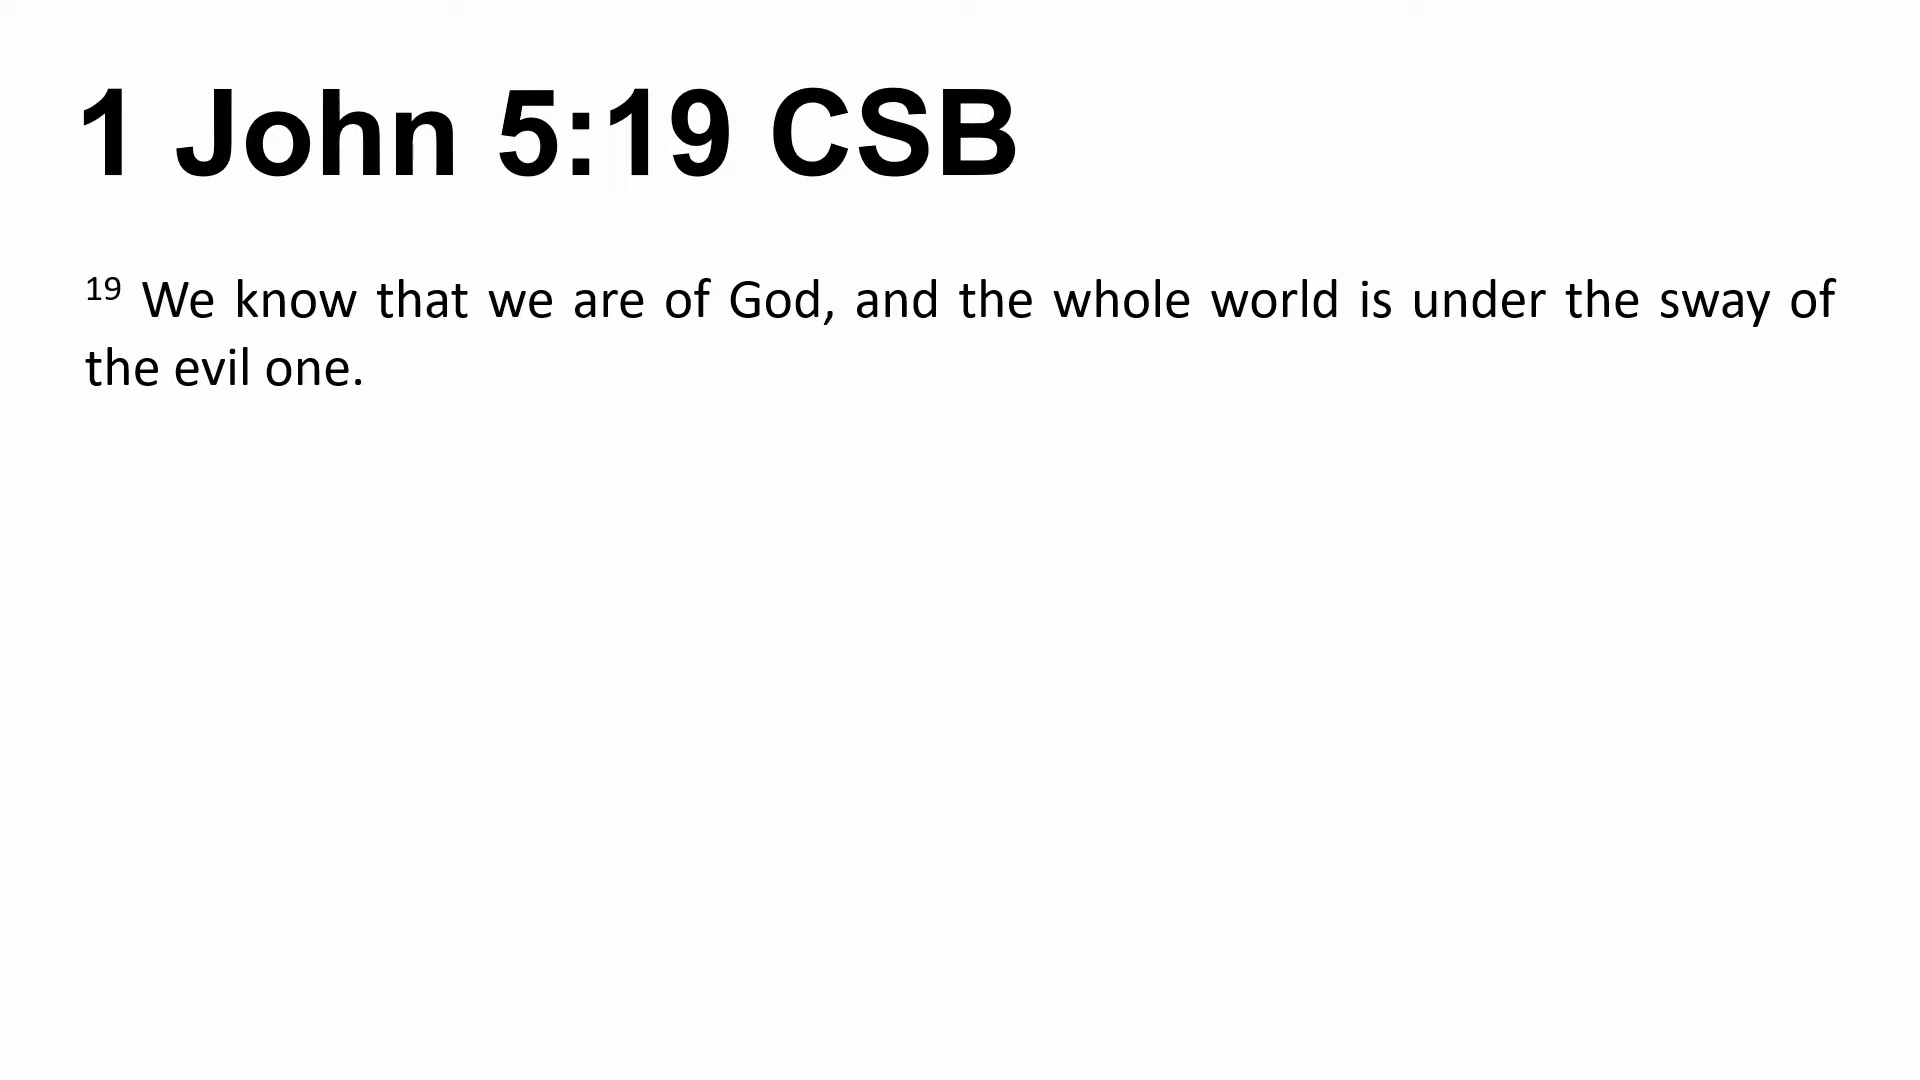 1 John 5:19 CSB
19 We know that we are of God, and the whole world is under the sway of
the evil one.